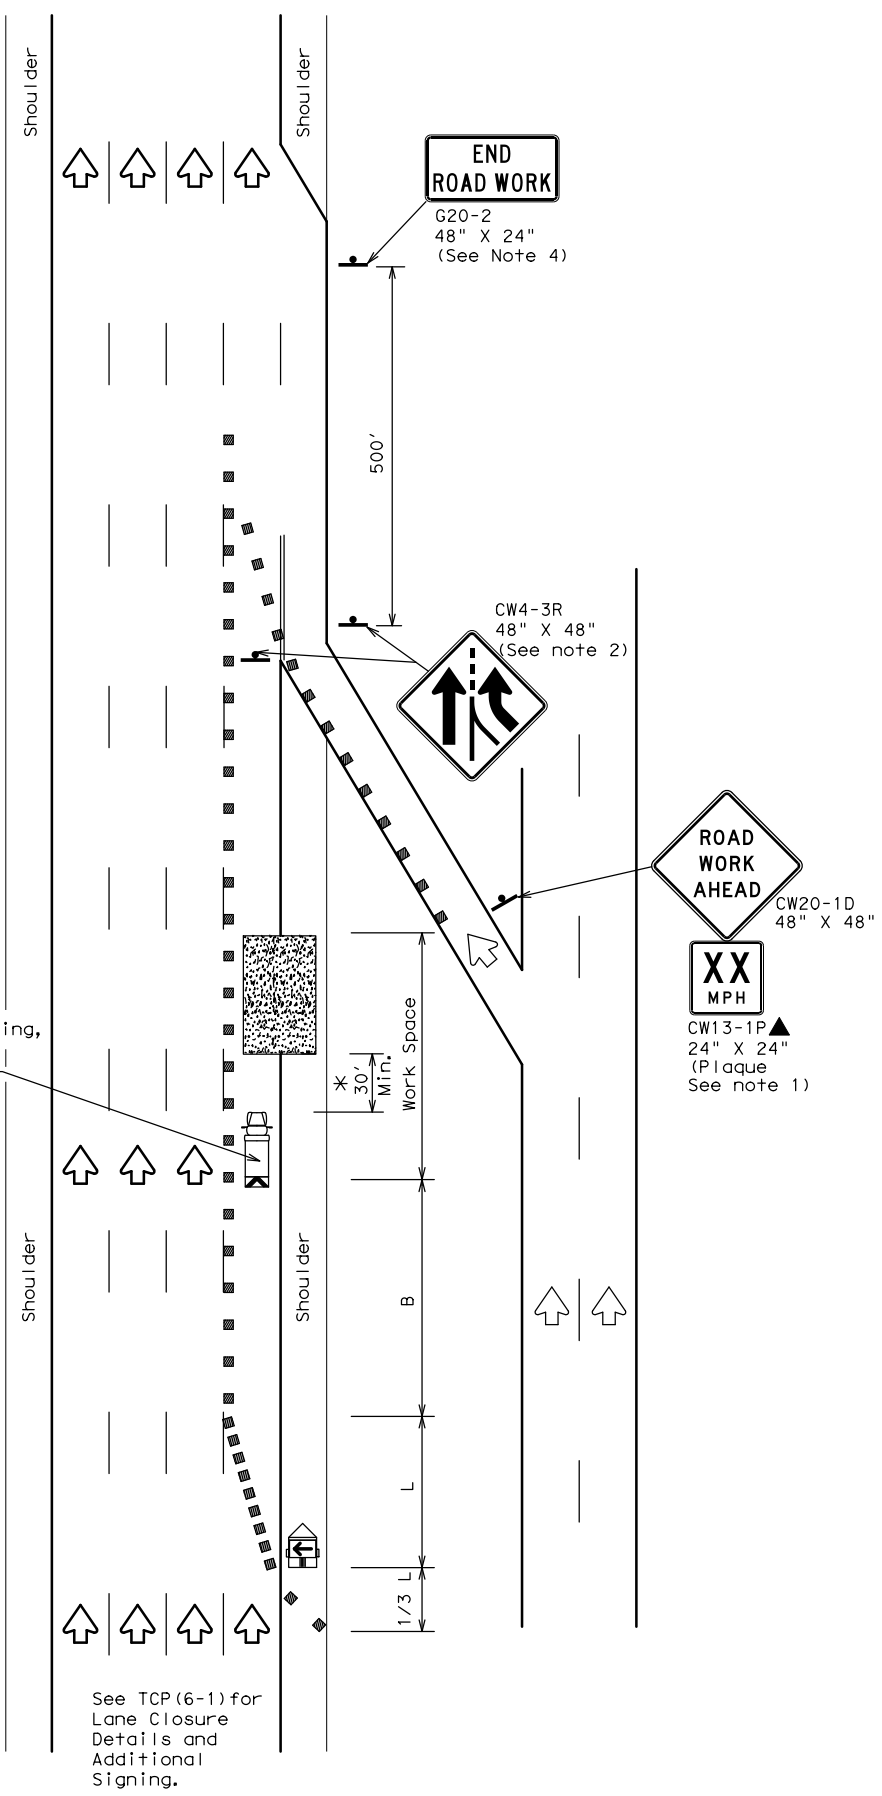 Shoulder
Shoulder
END
ROAD WORK
G20-2
48" X 24"
(See Note 4)
500'
CW4-3R
48" X 48"
(See note 2)
ROAD
WORK
AHEAD
CW20-1D
48" X 48"
XX
MPH
CW13-1P
24" X 24"
(Plaque
See note 1)
ing,
Work Space
*
30'
Min.
Shoulder
Shoulder
B
L
1/3 L
See TCP(6-1)for
Lane Closure
Details and
Additional
Signing.